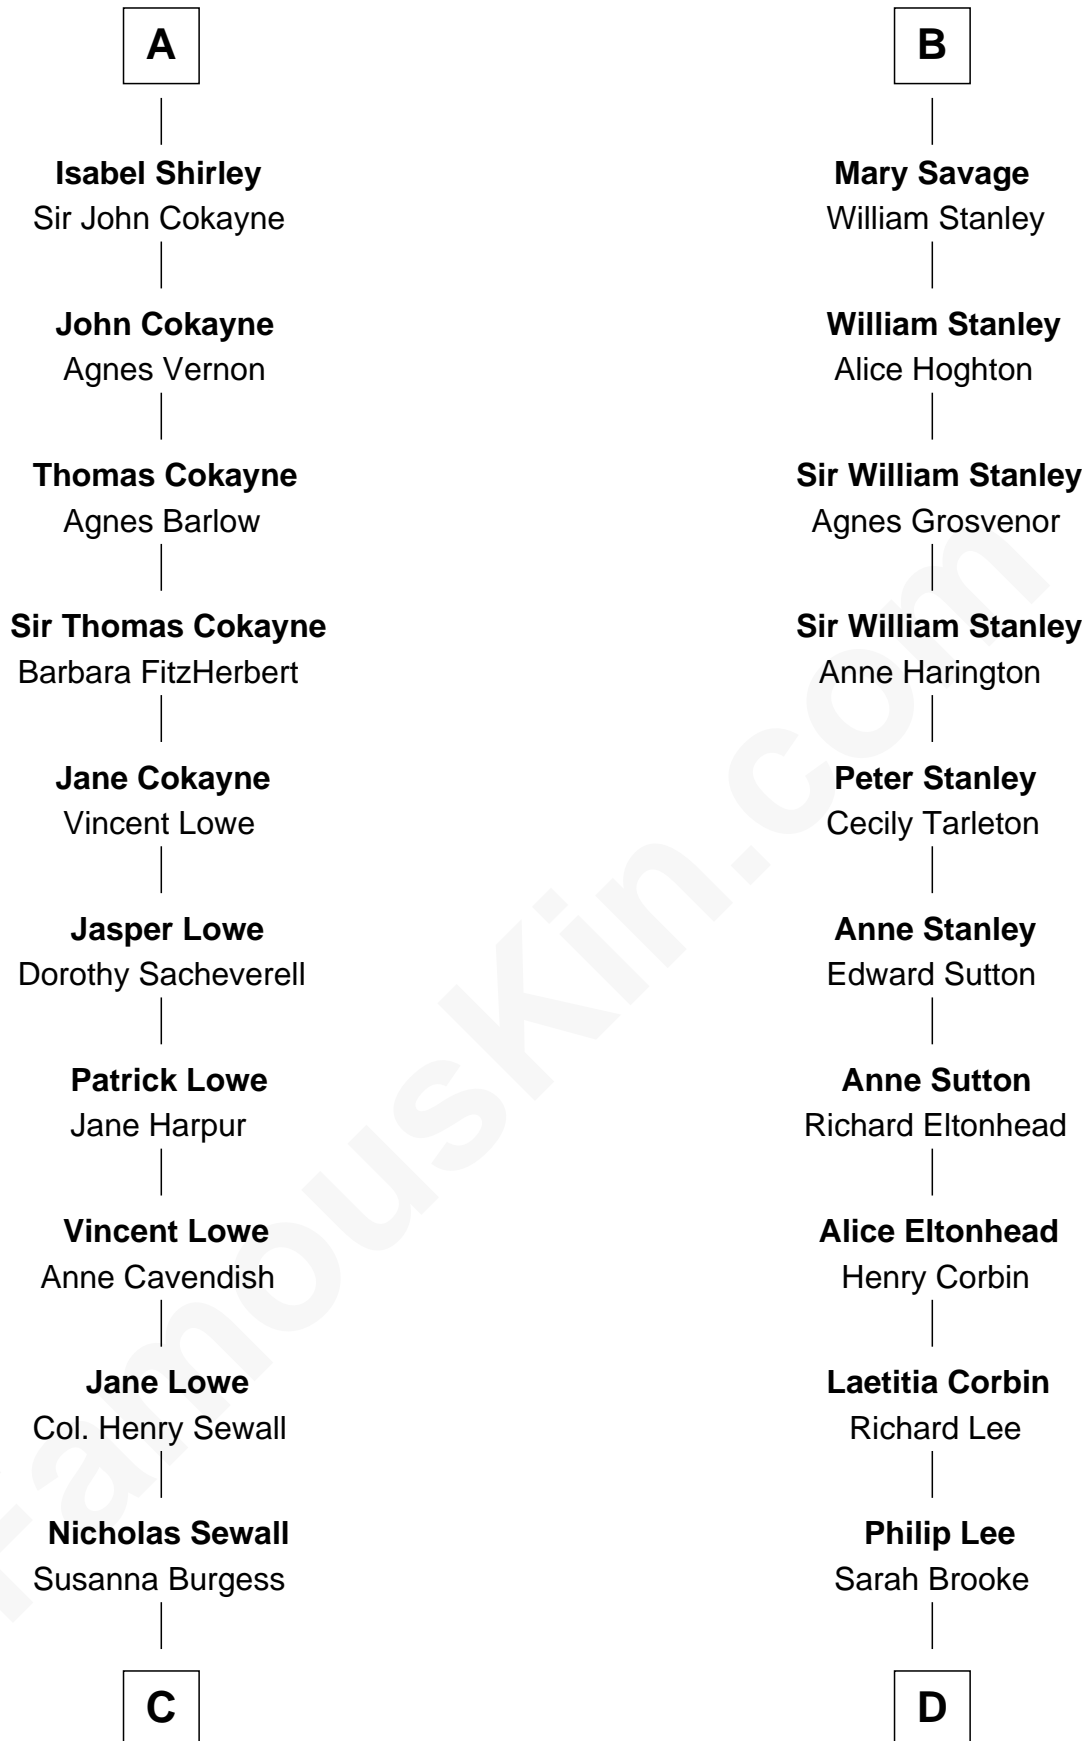 A
Isabel Shirley
Sir John Cokayne
John Cokayne
Agnes Vernon
Thomas Cokayne
Agnes Barlow
Sir Thomas Cokayne
Barbara FitzHerbert
Jane Cokayne
Vincent Lowe
Jasper Lowe
Dorothy Sacheverell
Patrick Lowe
Jane Harpur
Vincent Lowe
Anne Cavendish
Jane Lowe
Col. Henry Sewall
Nicholas Sewall
Susanna Burgess
C
B
Mary Savage
William Stanley
William Stanley
Alice Hoghton
Sir William Stanley
Agnes Grosvenor
Sir William Stanley
Anne Harington
Peter Stanley
Cecily Tarleton
Anne Stanley
Edward Sutton
Anne Sutton
Richard Eltonhead
Alice Eltonhead
Henry Corbin
Laetitia Corbin
Richard Lee
Philip Lee
Sarah Brooke
D
FamousKin.com